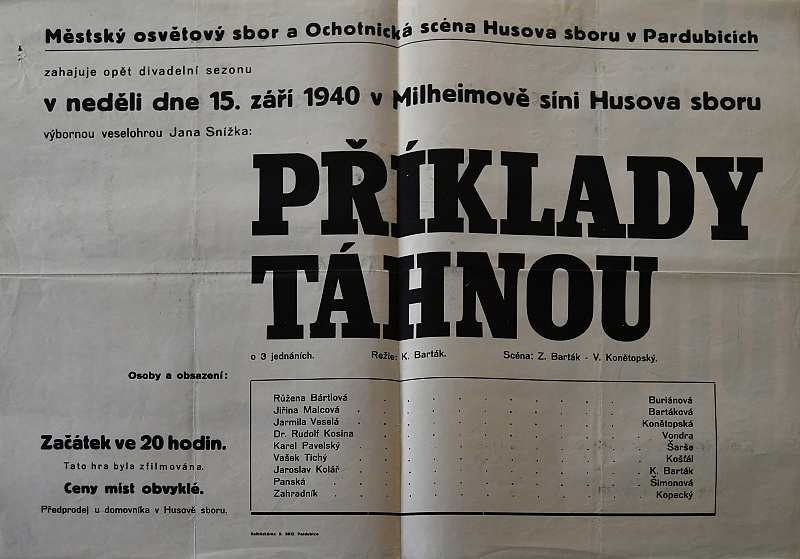 Městský osvětový sbor a Ochotnická scéna Husova sboru v Pardubicích
zahajuje opět divadelní sezonu
v neděli dne 15. září 1940 v Milheimově síni Husova sboru
výbornou veselohrou Jana Snížka:
PŘÍKLADY
TÁHNOU
o 3 jednáních. Režie: K. Barták. Scéna: Z. Barták - V. Konětopský.
Osoby a obsazení:
Růžena Bártlová . . . . . . . . . . . . Buriánová
Jiřina Malcová . . . . . . . . . . . . Bartáková
Jarmila Veselá . . . . . . . . . . . . Konětopská
Dr. Rudolf Kosina . . . . . . . . . . . . Vondra
Karel Pavelský . . . . . . . . . . . . Šarše
Vašek Tichý . . . . . . . . . . . . Košťál
Jaroslav Kolář . . . . . . . . . . . . K. Barták
Panská . . . . . . . . . . . . Šimonová
Zahradník . . . . . . . . . . . . Kopecký
Začátek ve 20 hodin.
Tato hra byla zfilmována.
Ceny míst obvyklé.
Předprodej u domovníka v Husově sboru.
Pardubice